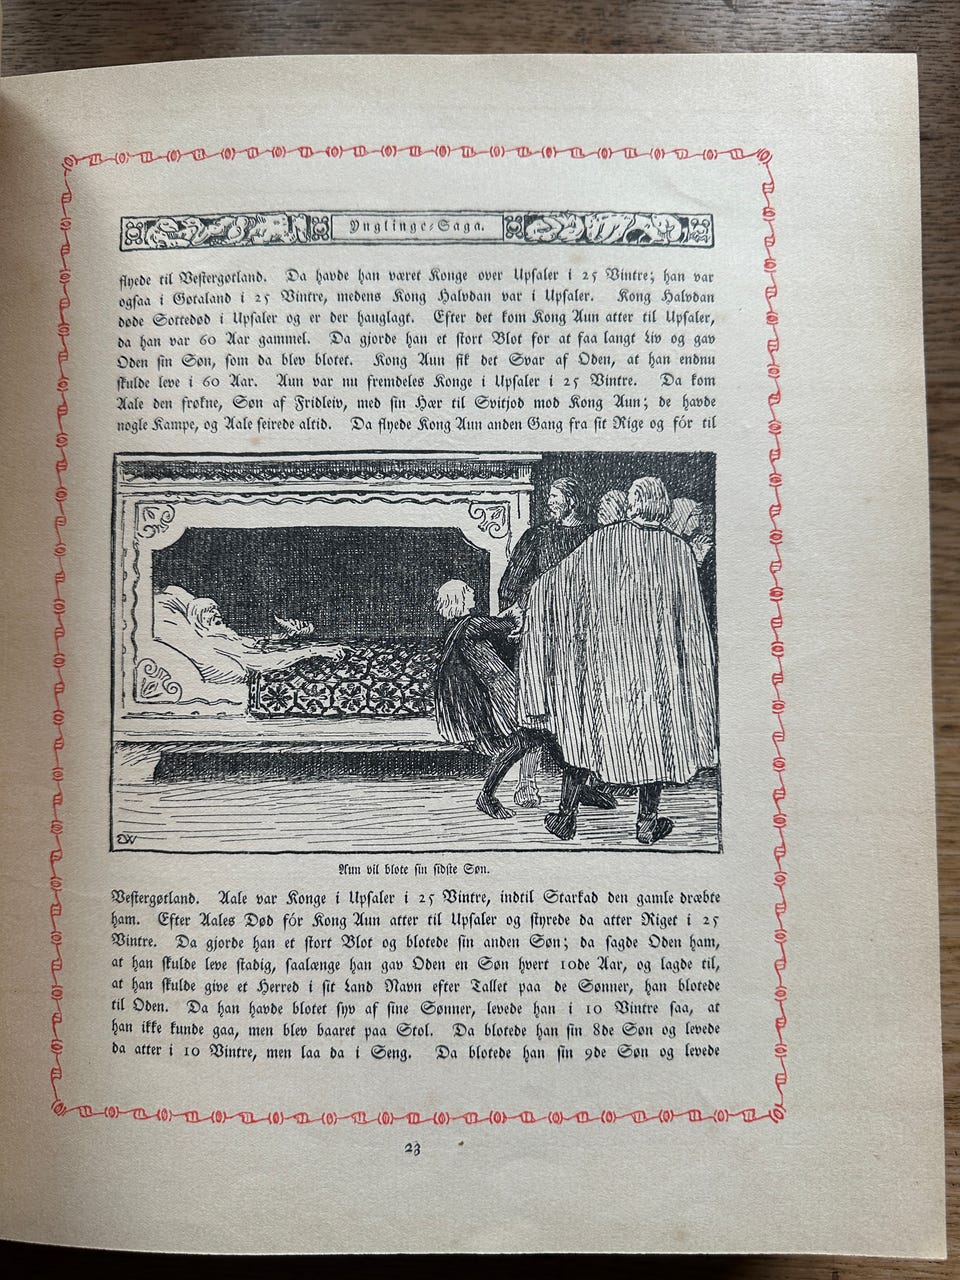 Ynglinge-Saga.
flyede til Vestergøtland. Da havde han været Konge over Upsaler i 25 Vintre; han var
ogsaa i Gøtaland i 25 Vintre, medens Kong Halvdan var i Upsaler. Kong Halvdan
døde Sottedød i Upsaler og er der hauglagt. Efter det kom Kong Aun atter til Upsaler,
da han var 60 Aar gammel. Da gjorde han et stort Blot for at faa langt Liv og gav
Oden sin Søn, som da blev blotet. Kong Aun fik det Svar af Oden, at han endnu
skulde leve i 60 Aar. Aun var nu fremdeles Konge i Upsaler i 25 Vintre. Da kom
Aale den frøkne, Søn af Fridleiv, med sin Hær til Svitjod mod Kong Aun; de havde
nogle Kampe, og Aale seirede altid. Da flyede Kong Aun anden Gang fra sit Rige og fór til
EW
Aun vil blote sin sidste Søn.
Vestergøtland. Aale var Konge i Upsaler i 25 Vintre, indtil Starkad den gamle dræbte
ham. Efter Aales Død fór Kong Aun atter til Upsaler og styrede da atter Riget i 25
Vintre. Da gjorde han et stort Blot og blotede sin anden Søn; da sagde Oden ham,
at han skulde leve stadig, saalænge han gav Oden en Søn hvert 10de Aar, og lagde til,
at han skulde give et Herred i sit Land Navn efter Tallet paa de Sønner, han blotede
til Oden. Da han havde blotet syv af sine Sønner, levede han i 10 Vintre saa, at
han ikke kunde gaa, men blev baaret paa Stol. Da blotede han sin 8de Søn og levede
da atter i 10 Vintre, men laa da i Seng. Da blotede han sin 9de Søn og levede
23